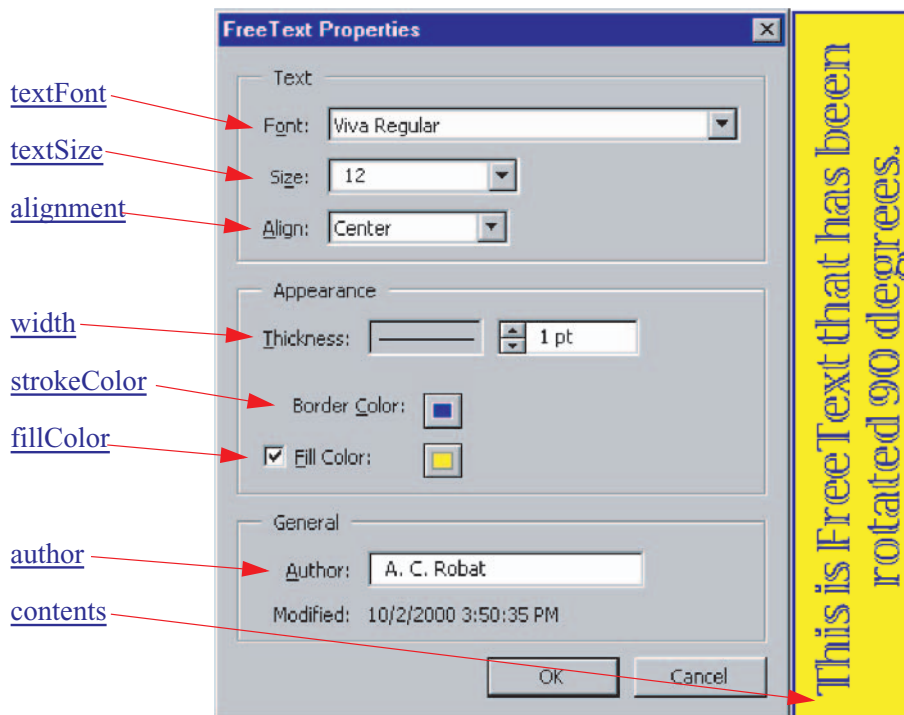 FreeText Properties
Text
textFont
Font: Viva Regular
textSize
Size: 12
alignment
Align: Center
Appearance
width
Thickness: 1 pt
strokeColor
Border Color:
fillColor
Fill Color:
General
author
Author: A. C. Robat
contents
Modified: 10/2/2000 3:50:35 PM
OK Cancel
This is FreeText that has been
rotated 90 degrees.